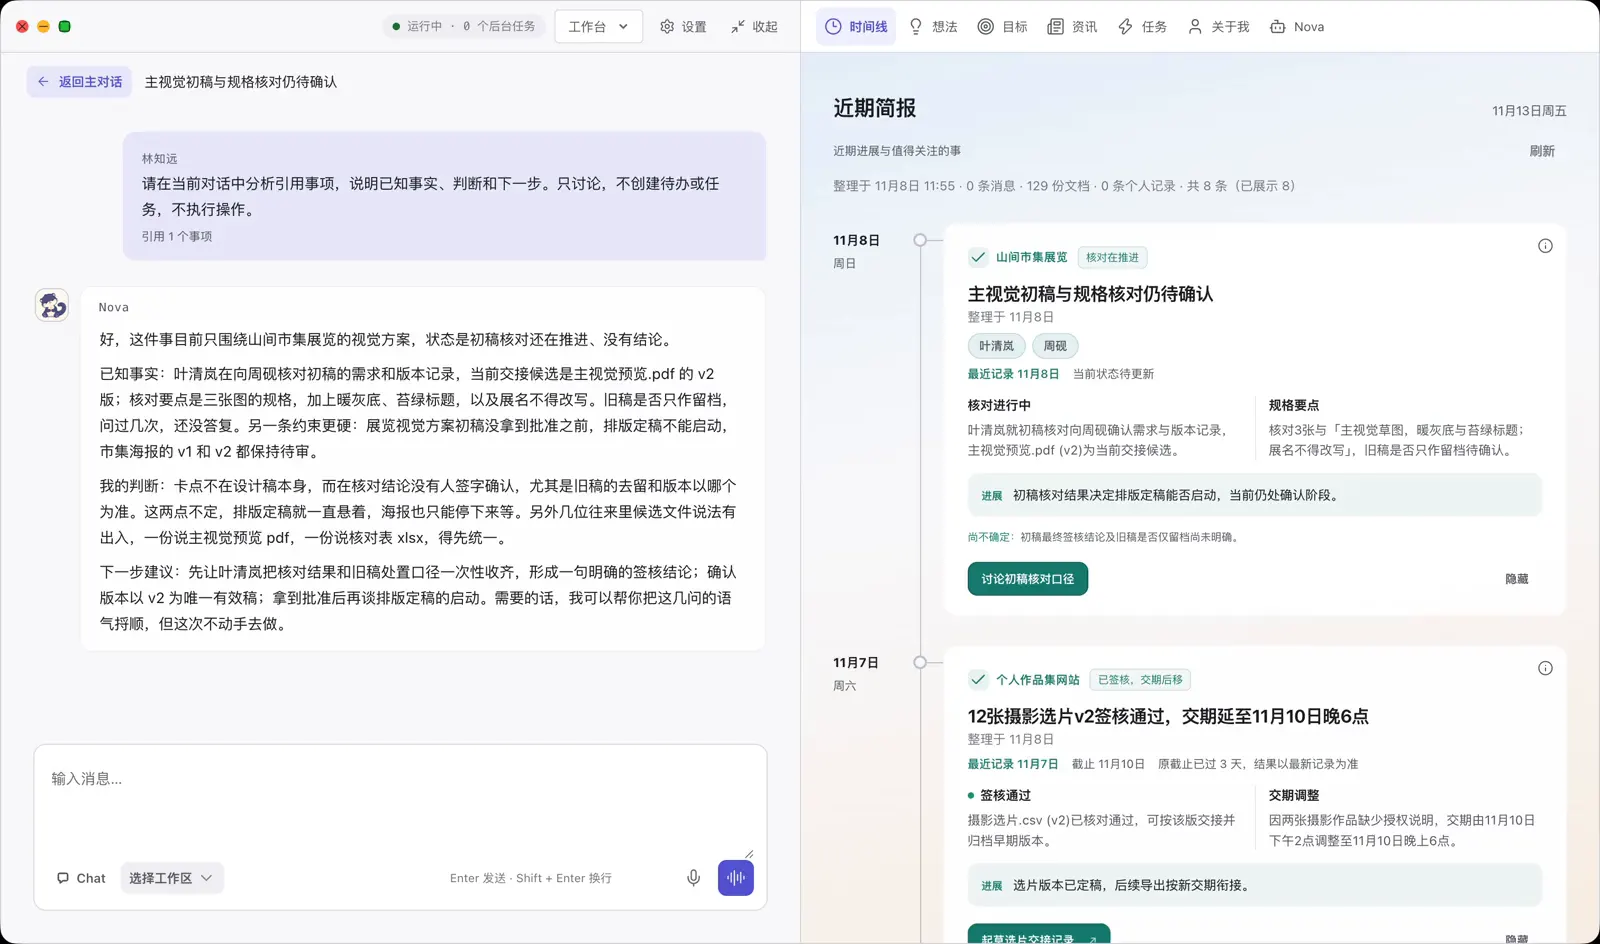 运行中 · 0 个后台任务
工作台
设置
收起
返回主对话
主视觉初稿与规格核对仍待确认
林知远
请在当前对话中分析引用事项，说明已知事实、判断和下一步。只讨论，不创建待办或任
务，不执行操作。
引用 1 个事项
Nova
好，这件事目前只围绕山间市集展览的视觉方案，状态是初稿核对还在推进、没有结论。
已知事实：叶清岚在向周砚核对初稿的需求和版本记录，当前交接候选是主视觉预览.pdf 的 v2
版；核对要点是三张图的规格，加上暖灰底、苔绿标题，以及展名不得改写。旧稿是否只作留档，
问过几次，还没答复。另一条约束更硬：展览视觉方案初稿没拿到批准之前，排版定稿不能启动，
市集海报的 v1 和 v2 都保持待审。
我的判断：卡点不在设计稿本身，而在核对结论没有人签字确认，尤其是旧稿的去留和版本以哪个
为准。这两点不定，排版定稿就一直悬着，海报也只能停下来等。另外几位往来里候选文件说法有
出入，一份说主视觉预览 pdf，一份说核对表 xlsx，得先统一。
下一步建议：先让叶清岚把核对结果和旧稿处置口径一次性收齐，形成一句明确的签核结论；确认
版本以 v2 为唯一有效稿；拿到批准后再谈排版定稿的启动。需要的话，我可以帮你把这几问的语
气捋顺，但这次不动手去做。
输入消息...
Chat
选择工作区
Enter 发送 · Shift + Enter 换行
时间线
想法
目标
资讯
任务
关于我
Nova
近期简报
11月13日周五
近期进展与值得关注的事
刷新
整理于 11月8日 11:55 · 0 条消息 · 129 份文档 · 0 条个人记录 · 共 8 条（已展示 8）
11月8日
周日
山间市集展览
核对在推进
主视觉初稿与规格核对仍待确认
整理于 11月8日
叶清岚
周砚
最近记录 11月8日 当前状态待更新
核对进行中
叶清岚就初稿核对向周砚确认需求与版本记录，
主视觉预览.pdf (v2)为当前交接候选。
规格要点
核对3张与「主视觉草图，暖灰底与苔绿标题；
展名不得改写」，旧稿是否只作留档待确认。
进展 初稿核对结果决定排版定稿能否启动，当前仍处确认阶段。
尚不确定：初稿最终签核结论及旧稿是否仅留档尚未明确。
讨论初稿核对口径
隐藏
11月7日
周六
个人作品集网站
已签核，交期后移
12张摄影选片v2签核通过，交期延至11月10日晚6点
整理于 11月8日
最近记录 11月7日 截止 11月10日 原截止已过 3 天，结果以最新记录为准
签核通过
摄影选片.csv (v2)已核对通过，可按该版交接并
归档早期版本。
交期调整
因两张摄影作品缺少授权说明，交期由11月10日
下午2点调整至11月10日晚上6点。
进展 选片版本已定稿，后续导出按新交期衔接。
起草选片交接记录
隐藏